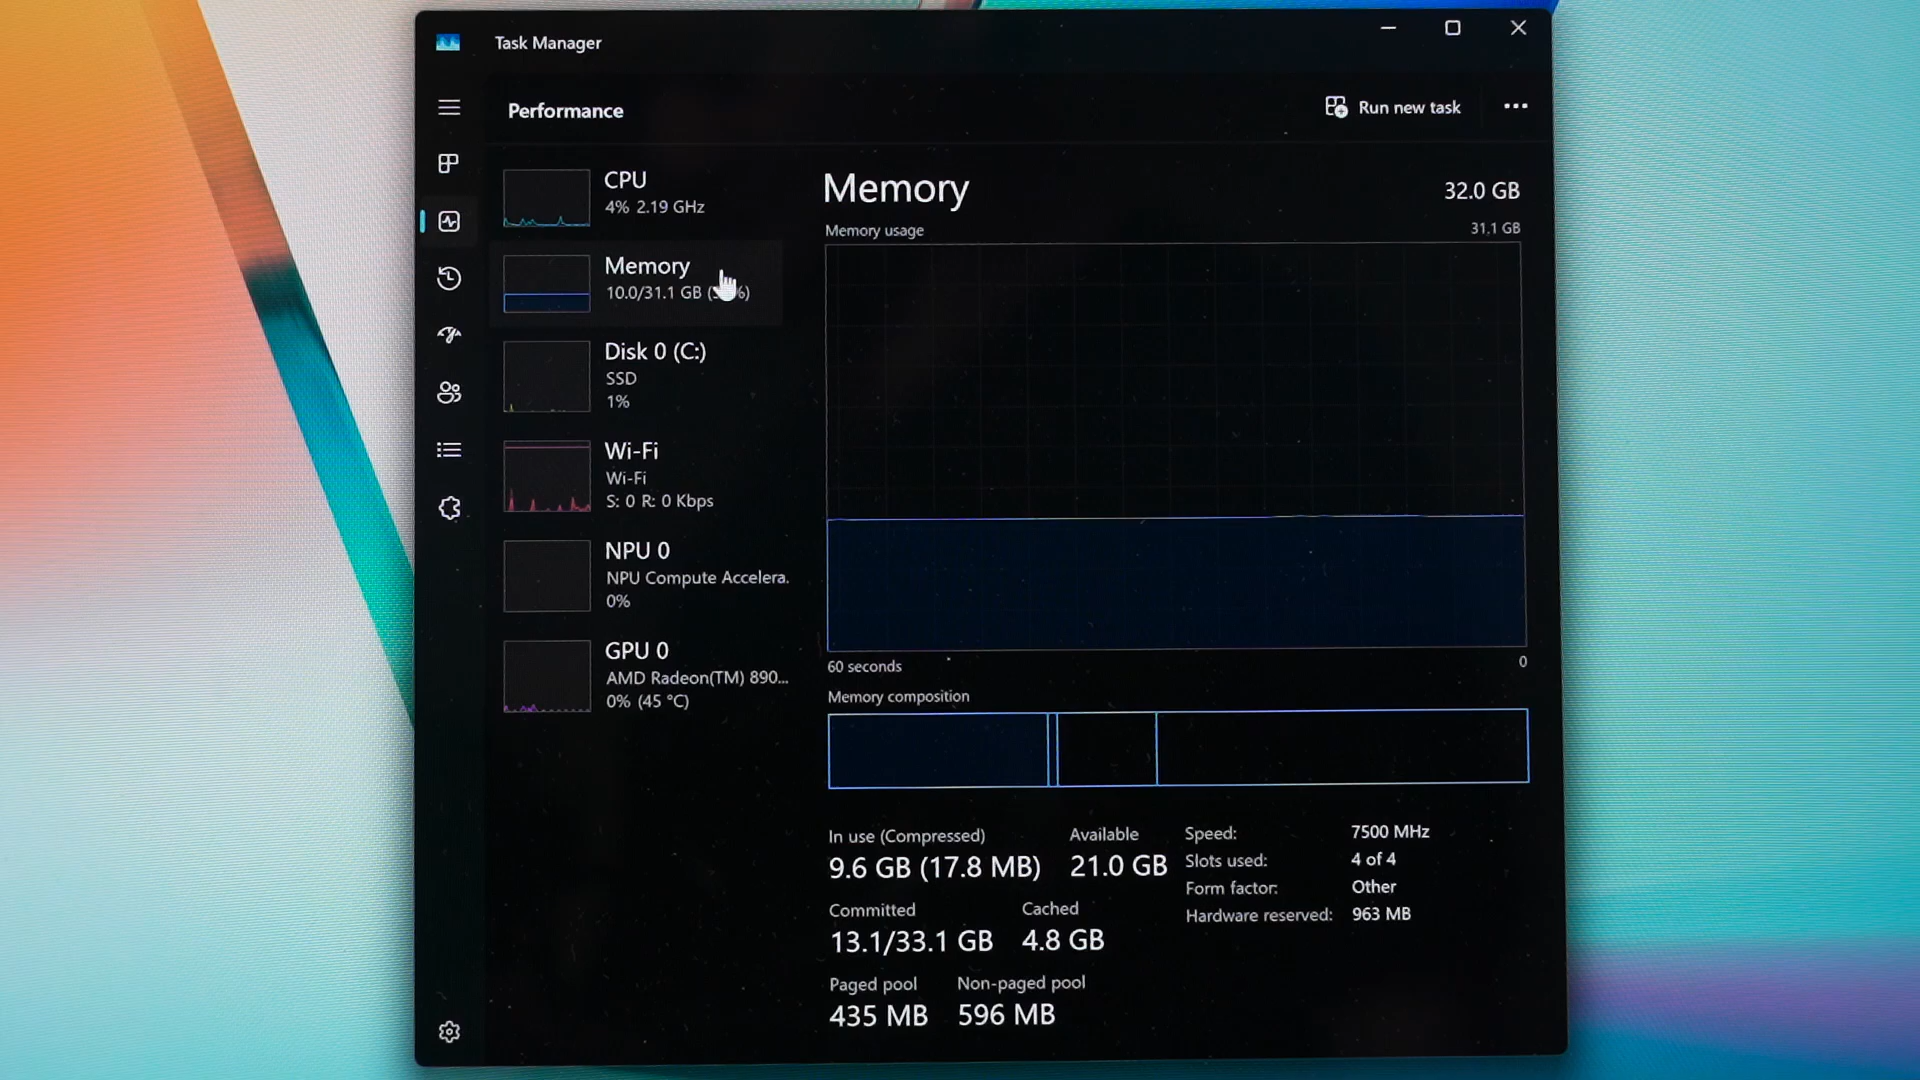 Task Manager
Performance
Run new task
CPU
4% 2.19 GHz
Memory
10.0/31.1 GB
Disk 0 (C:)
SSD
1%
Wi-Fi
Wi-Fi
S: 0 R: 0 Kbps
NPU 0
NPU Compute Accelera.
0%
GPU 0
AMD Radeon(TM) 890...
0% (45 °C)
Memory
32.0 GB
Memory usage
31.1 GB
60 seconds
0
Memory composition
In use (Compressed)
9.6 GB (17.8 MB)
Available
21.0 GB
Committed
13.1/33.1 GB
Cached
4.8 GB
Paged pool
435 MB
Non-paged pool
596 MB
Speed: 7500 MHz
Slots used: 4 of 4
Form factor: Other
Hardware reserved: 963 MB